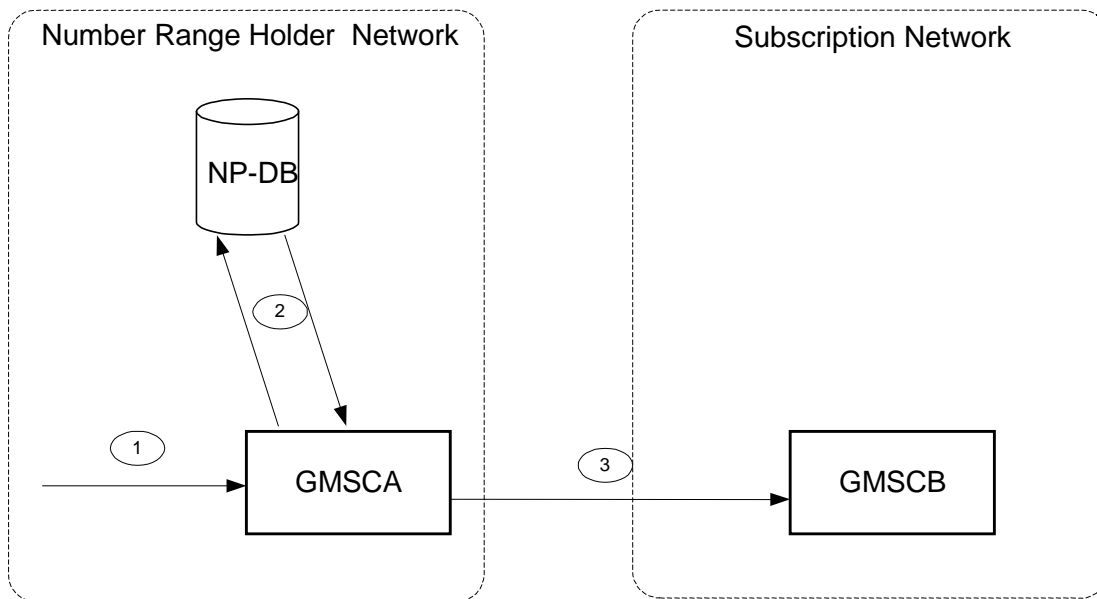 Number Range Holder  Network
Subscription Network
NP-DB
2
1
3
GMSCA
GMSCB